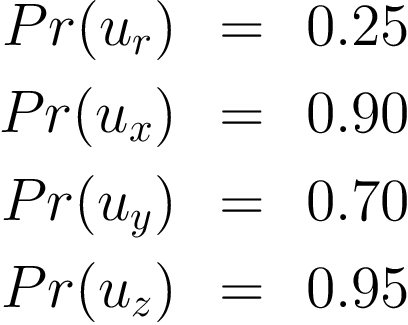 Pr(u_r) = 0.25
Pr(u_x) = 0.90
Pr(u_y) = 0.70
Pr(u_z) = 0.95